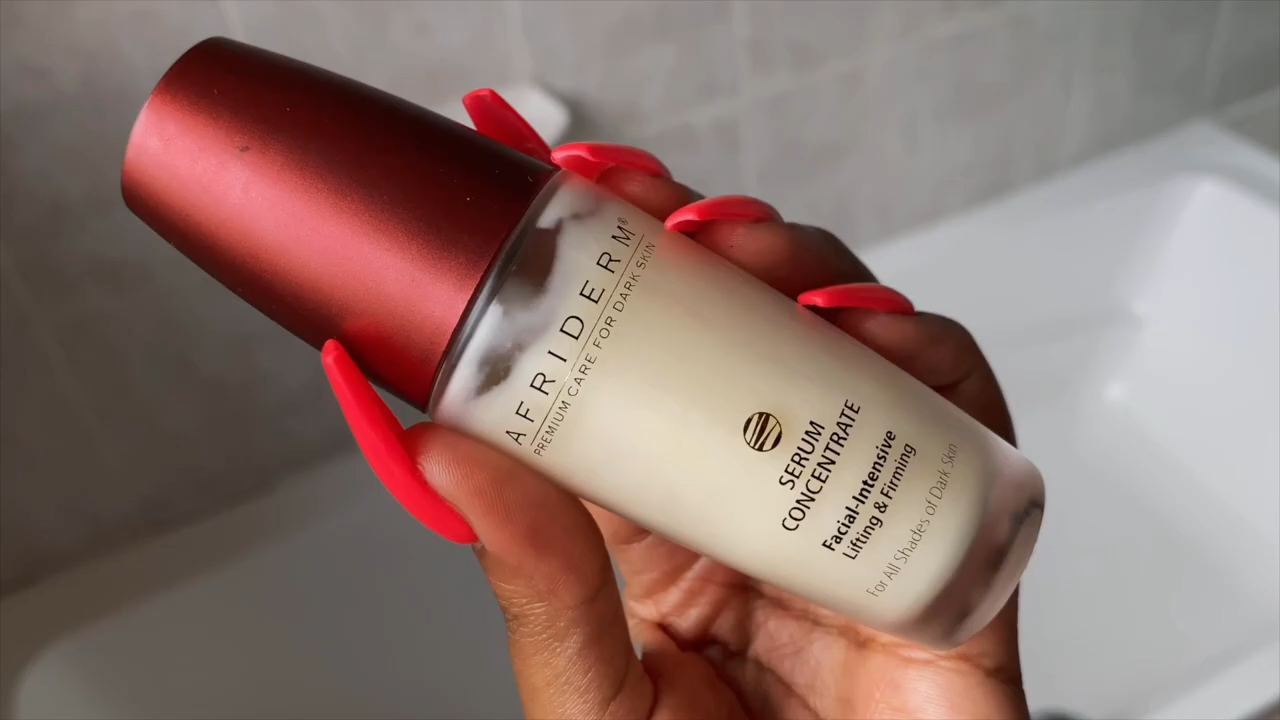 AFRIDERM®
PREMIUM CARE FOR DARK SKIN
SERUM
CONCENTRATE
Facial-Intensive
Lifting & Firming
For All Shades of Dark Skin